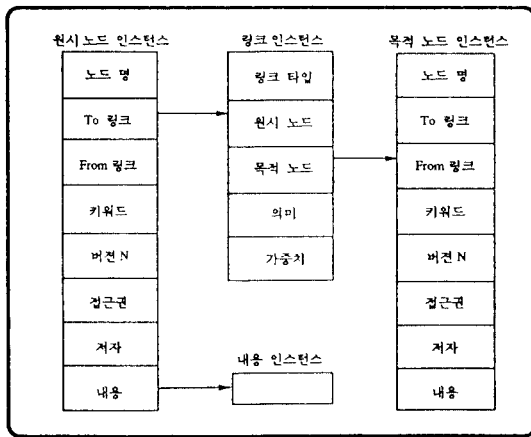 원시 노드 인스턴스
노드 명
To 링크
From 링크
키워드
버젼 N
접근권
저자
내용
링크 인스턴스
링크 타입
원시 노드
목적 노드
의미
가중치
내용 인스턴스
목적 노드 인스턴스
노드 명
To 링크
From 링크
키워드
버젼 N
접근권
저자
내용